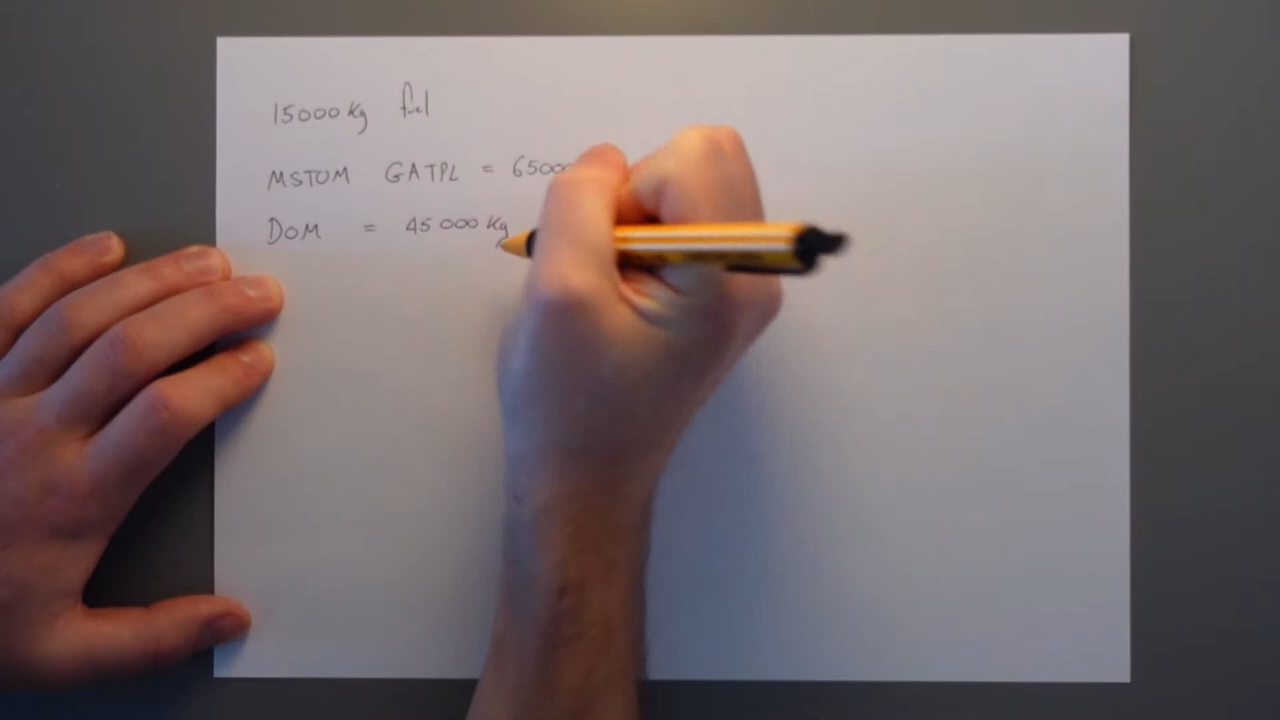 15000 kg fuel
MSTOM GATPL = 6500
DOM = 45 000 kg